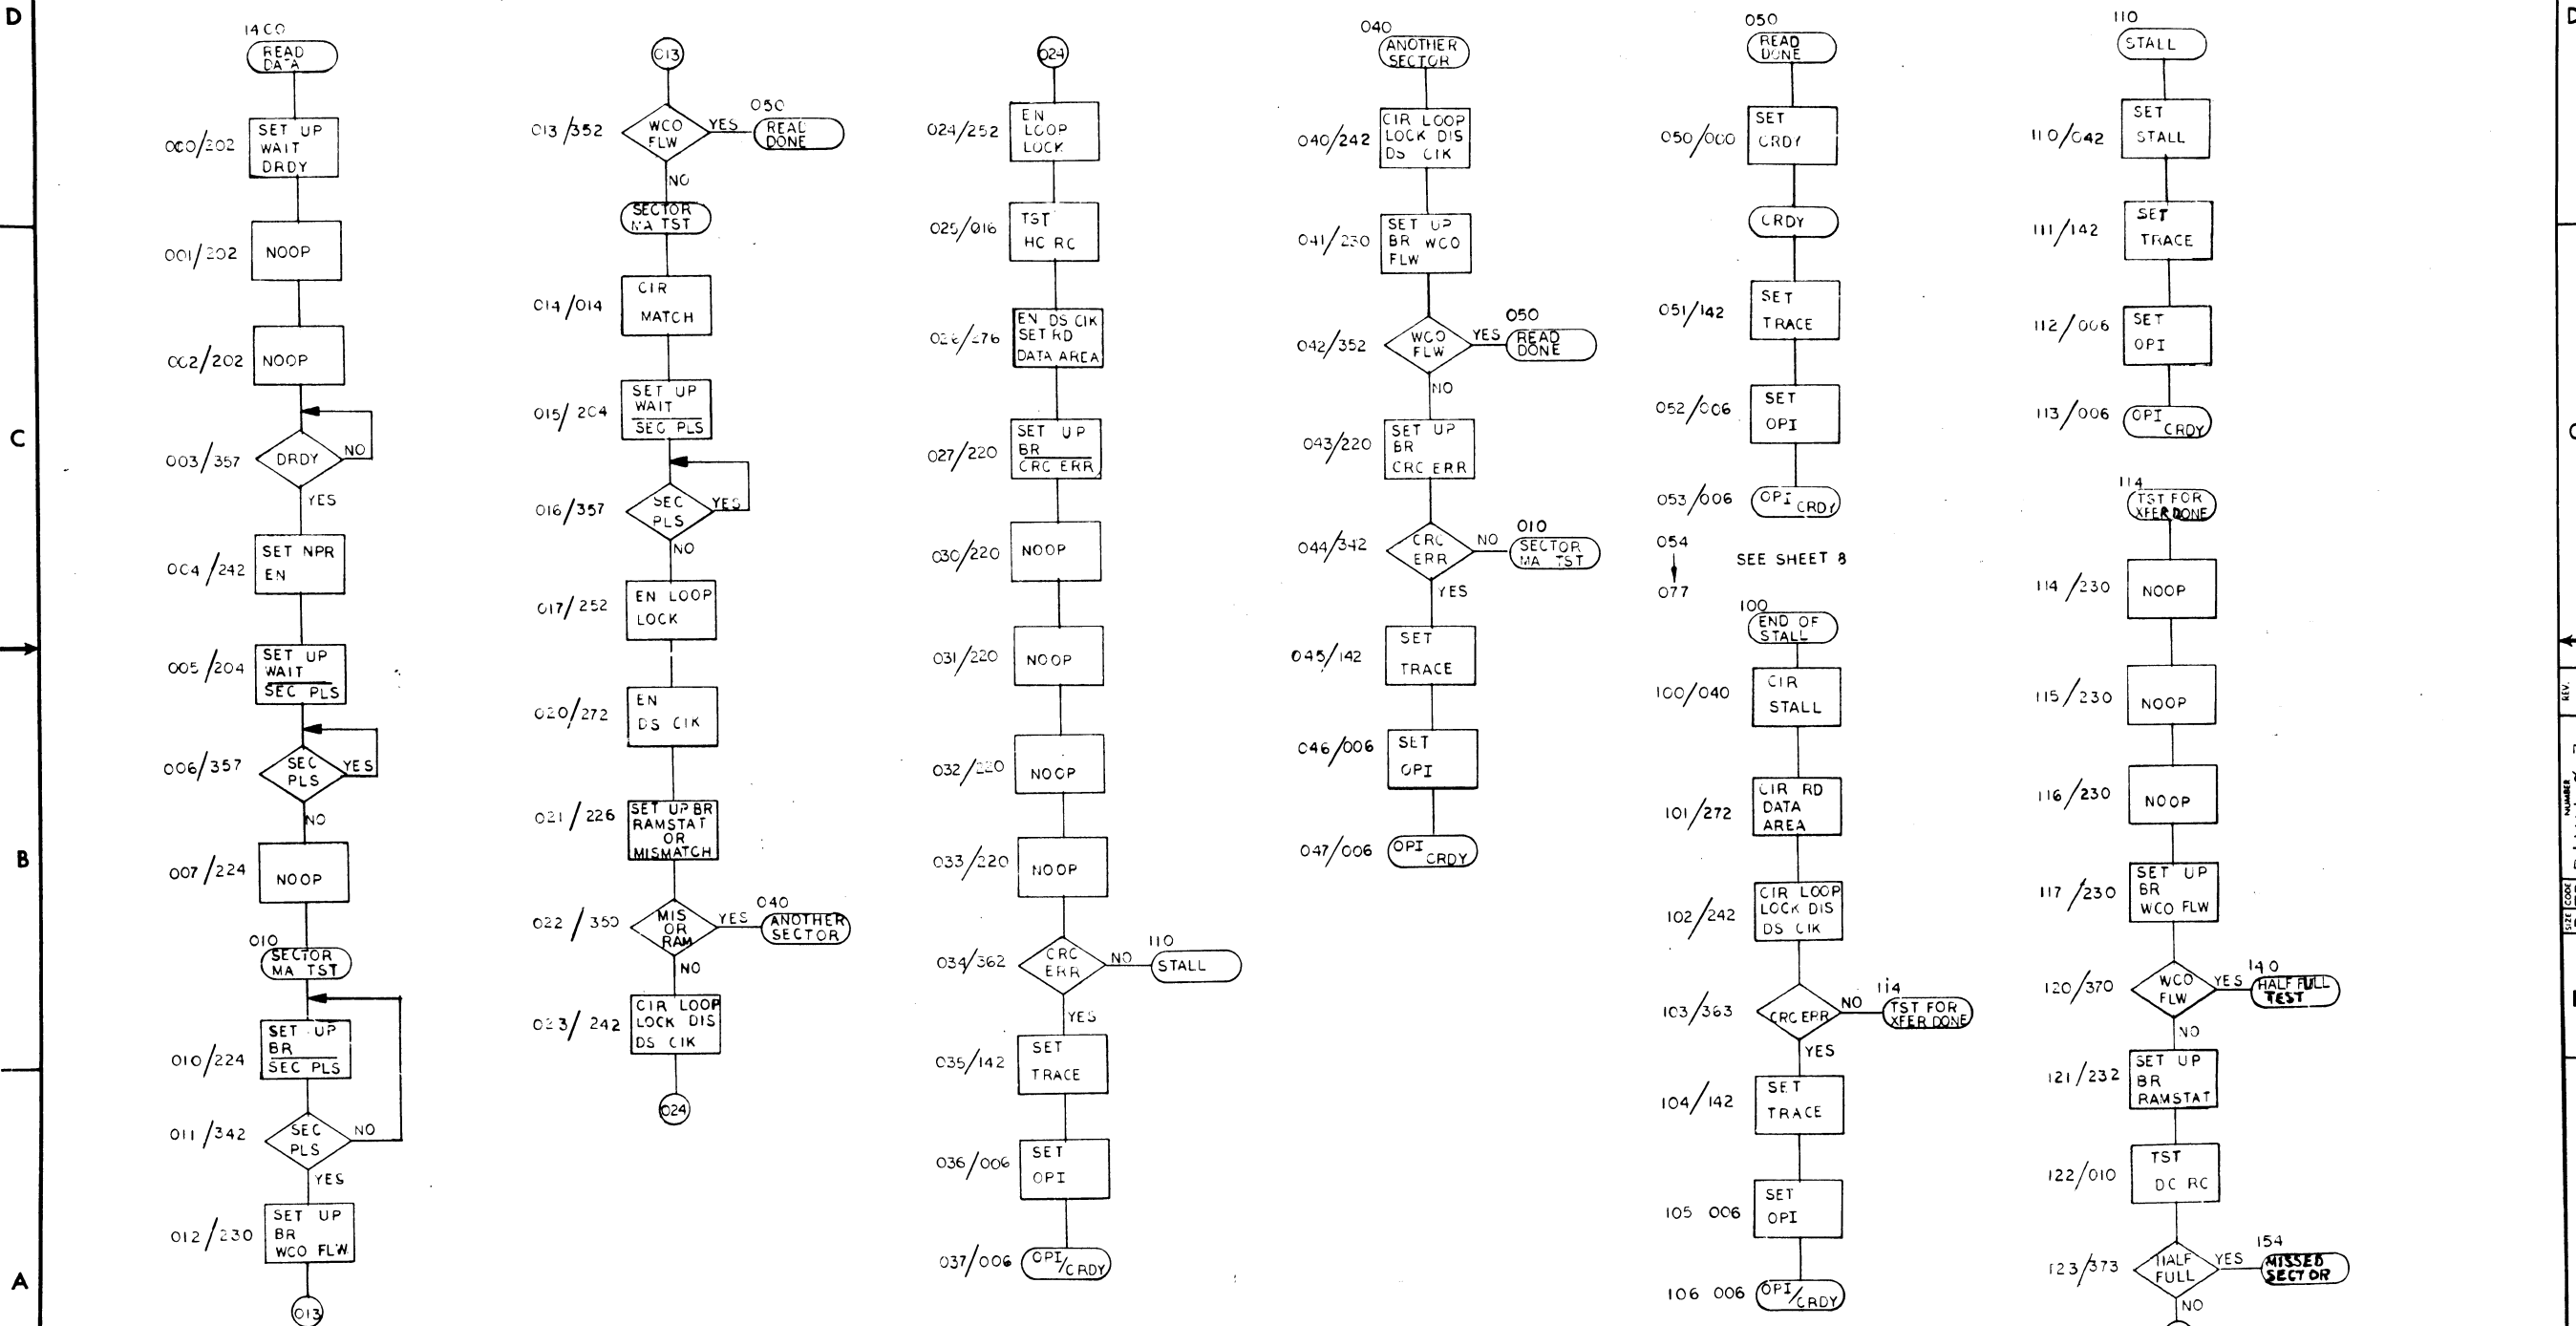 D
14C0
READ
DATA
000/202
SET UP
WAIT
DRDY
001/202
NOOP
002/202
NOOP
003/357
DRDY
NO
YES
004/242
SET NPR
EN
005/204
SET UP
WAIT
SEC PLS
006/357
SEC
PLS
YES
NO
007/224
NOOP
010
SECTOR
MA TST
010/224
SET UP
BR
SEC PLS
011/342
SEC
PLS
NO
YES
012/230
SET UP
BR
WCO FLW
013
C
B
A
013
013/352
WCO
FLW
YES
050
READ
DONE
NO
SECTOR
MA TST
014/014
CIR
MATCH
015/204
SET UP
WAIT
SEC PLS
016/357
SEC
PLS
YES
NO
017/252
EN LOOP
LOCK
020/272
EN
DS CIK
021/226
SET UP BR
RAMSTAT
OR
MISMATCH
022/350
MIS
OR
RAM
YES
040
ANOTHER
SECTOR
NO
023/242
CIR LOOP
LOCK DIS
DS CIK
024
024
024/252
EN
LOOP
LOCK
025/016
TST
HC RC
026/276
EN DS CIK
SET RD
DATA AREA
027/220
SET UP
BR
CRC ERR
030/220
NOOP
031/220
NOOP
032/220
NOOP
033/220
NOOP
034/362
CRC
ERR
NO
110
STALL
YES
035/142
SET
TRACE
036/006
SET
OPI
037/006
OPI/CRDY
040
ANOTHER
SECTOR
040/242
CIR LOOP
LOCK DIS
DS CIK
041/230
SET UP
BR WCO
FLW
042/352
WCO
FLW
YES
050
READ
DONE
NO
043/220
SET UP
BR
CRC ERR
044/342
CRC
ERR
NO
010
SECTOR
MA TST
YES
045/142
SET
TRACE
046/006
SET
OPI
047/006
OPI CRDY
050
READ
DONE
050/000
SET
CRDY
CRDY
051/142
SET
TRACE
052/006
SET
OPI
053/006
OPI CRDY
054
077
SEE SHEET 8
100
END OF
STALL
100/040
CIR
STALL
101/272
CIR RD
DATA
AREA
102/242
CIR LOOP
LOCK DIS
DS CIK
103/363
CRC ERR
NO
114
TST FOR
XFER DONE
YES
104/142
SET
TRACE
105 006
SET
OPI
106 006
OPI/CRDY
110
STALL
110/042
SET
STALL
111/142
SET
TRACE
112/006
SET
OPI
113/006
OPI CRDY
114
TST FOR
XFER DONE
114/230
NOOP
115/230
NOOP
116/230
NOOP
117/230
SET UP
BR
WCO FLW
120/370
WCO
FLW
YES
140
HALF FULL
TEST
NO
121/232
SET UP
BR
RAMSTAT
122/010
TST
DC RC
123/373
HALF
FULL
YES
154
MISSED
SECTOR
NO
REV.
NUMBER
SIZE CODE